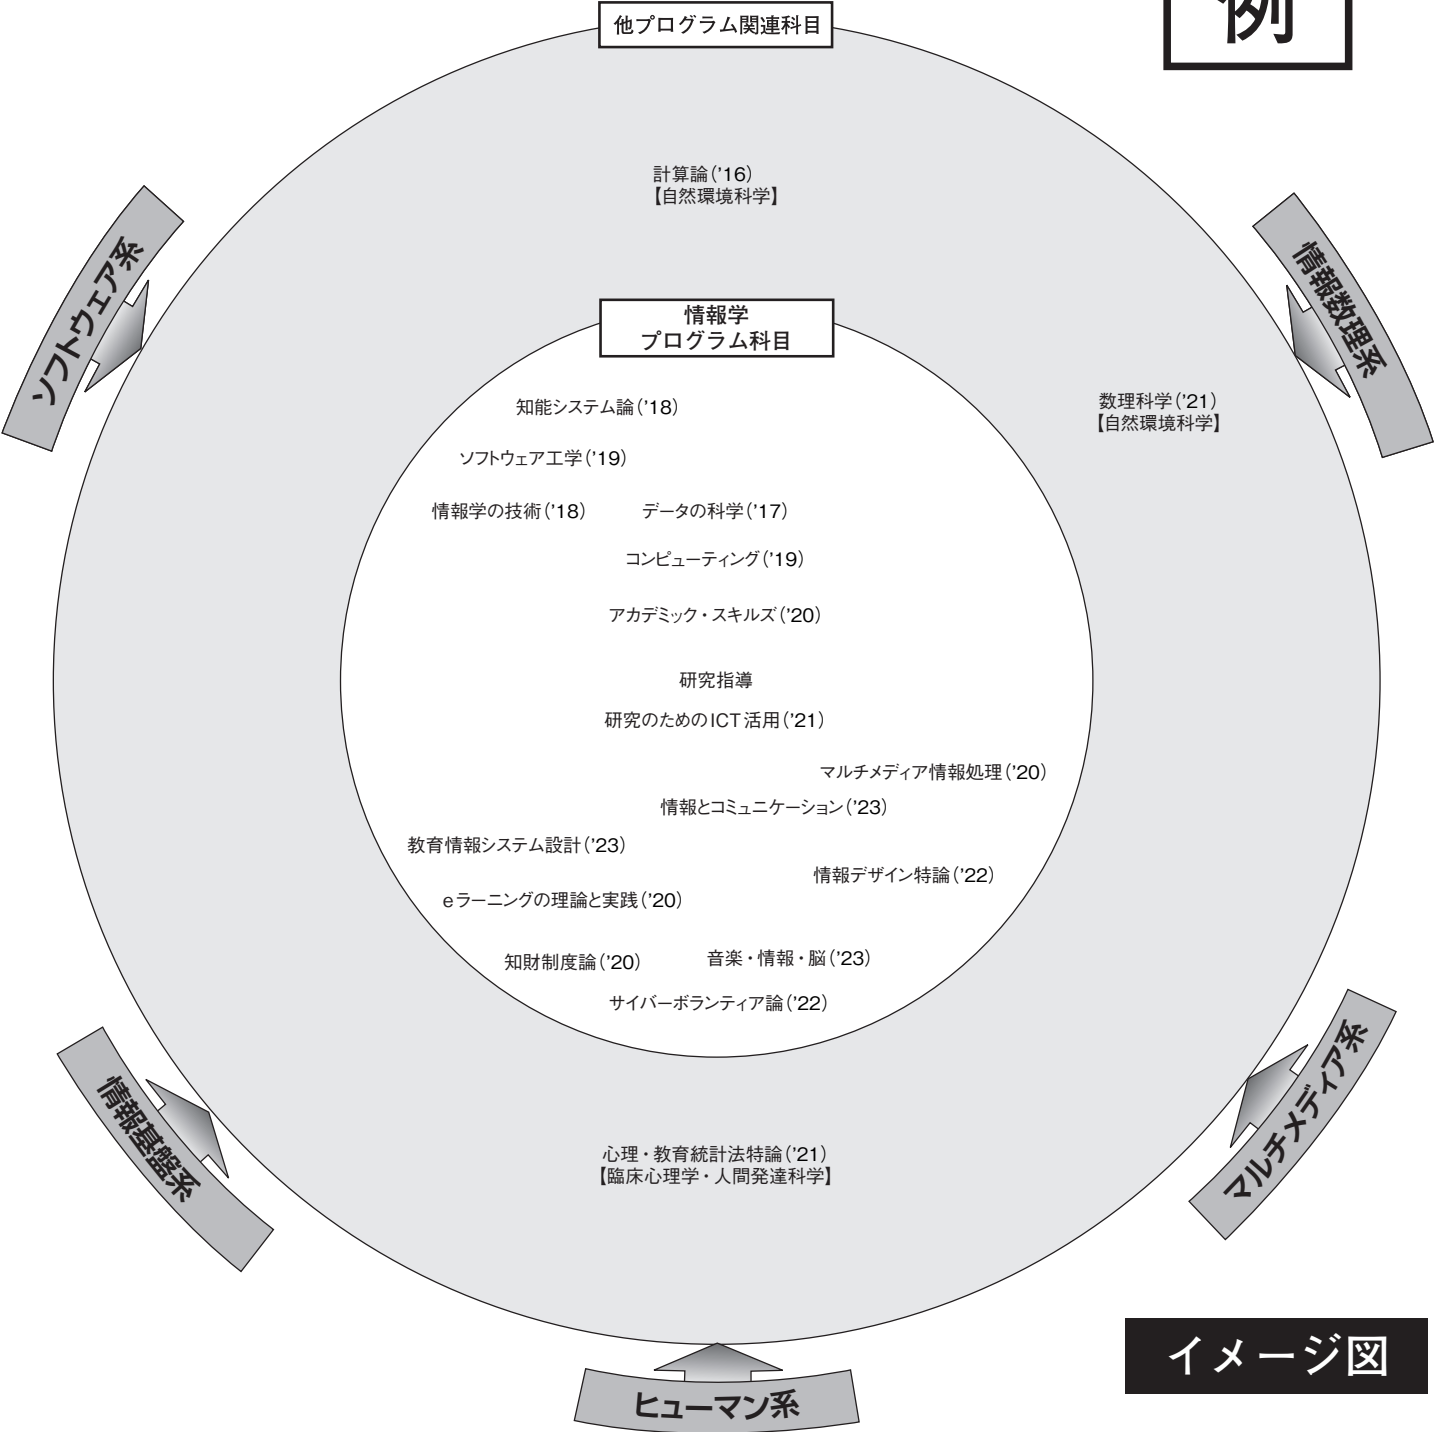 例
他プログラム関連科目
計算論('16)
【自然環境科学】
ソフトウェア系
情報数理系
情報学
プログラム科目
数理科学('21)
【自然環境科学】
知能システム論('18)
ソフトウェア工学('19)
情報学の技術('18)
データの科学('17)
コンピューティング('19)
アカデミック・スキルズ('20)
研究指導
研究のためのICT活用('21)
マルチメディア情報処理('20)
情報とコミュニケーション('23)
教育情報システム設計('23)
情報デザイン特論('22)
eラーニングの理論と実践('20)
知財制度論('20)
音楽・情報・脳('23)
サイバーボランティア論('22)
情報基盤系
マルチメディア系
心理・教育統計法特論('21)
【臨床心理学・人間発達科学】
ヒューマン系
イメージ図